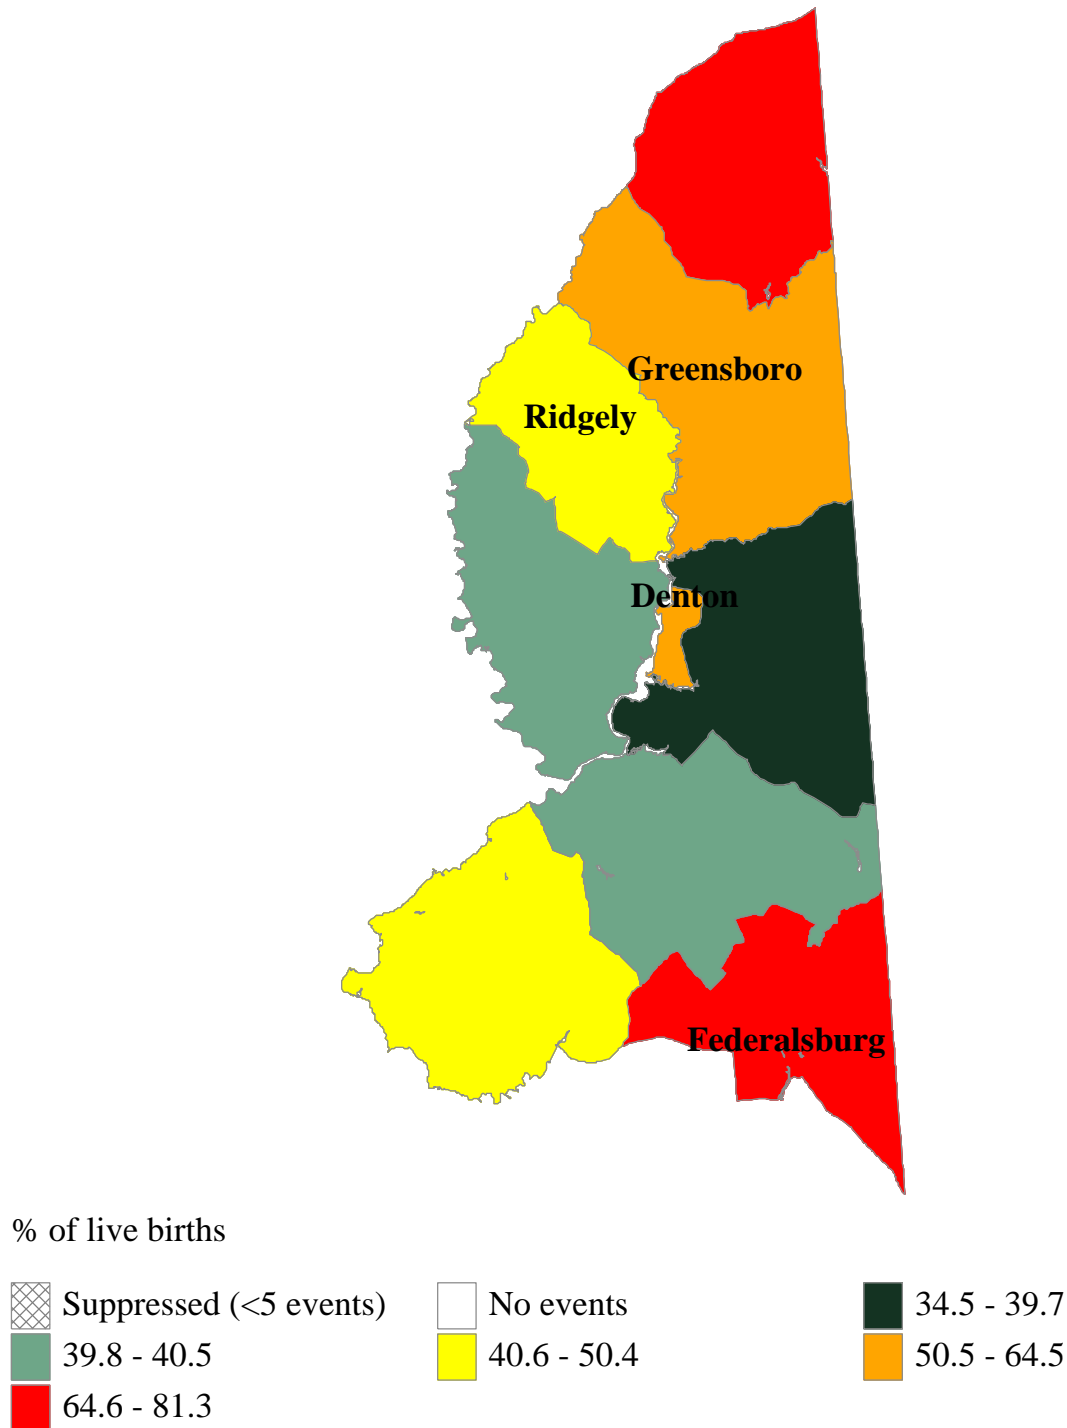 Greensboro
Ridgely
Denton
Federalsburg
% of live births
Suppressed (<5 events)
No events
34.5 - 39.7
39.8 - 40.5
40.6 - 50.4
50.5 - 64.5
64.6 - 81.3